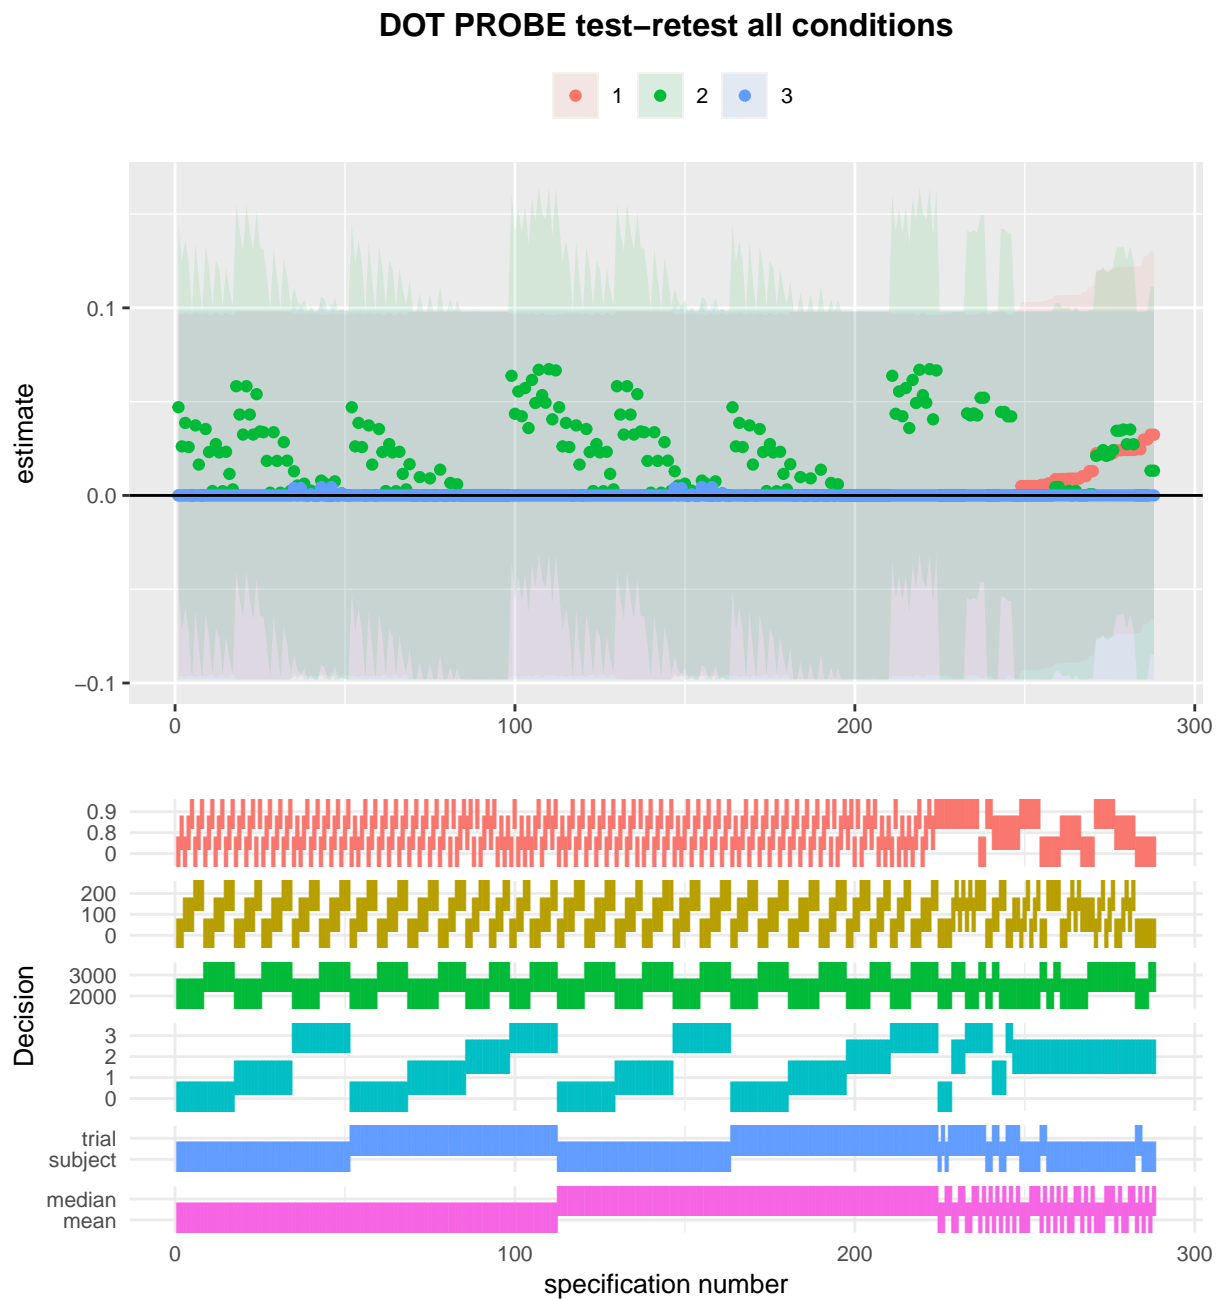 DOT PROBE test−retest all conditions
1 2 3
estimate
0.1
0.0
−0.1
0 100 200 300
Decision
0.9
0.8
0
200
100
0
3000
2000
3
2
1
0
trial
subject
median
mean
0 100 200 300
specification number